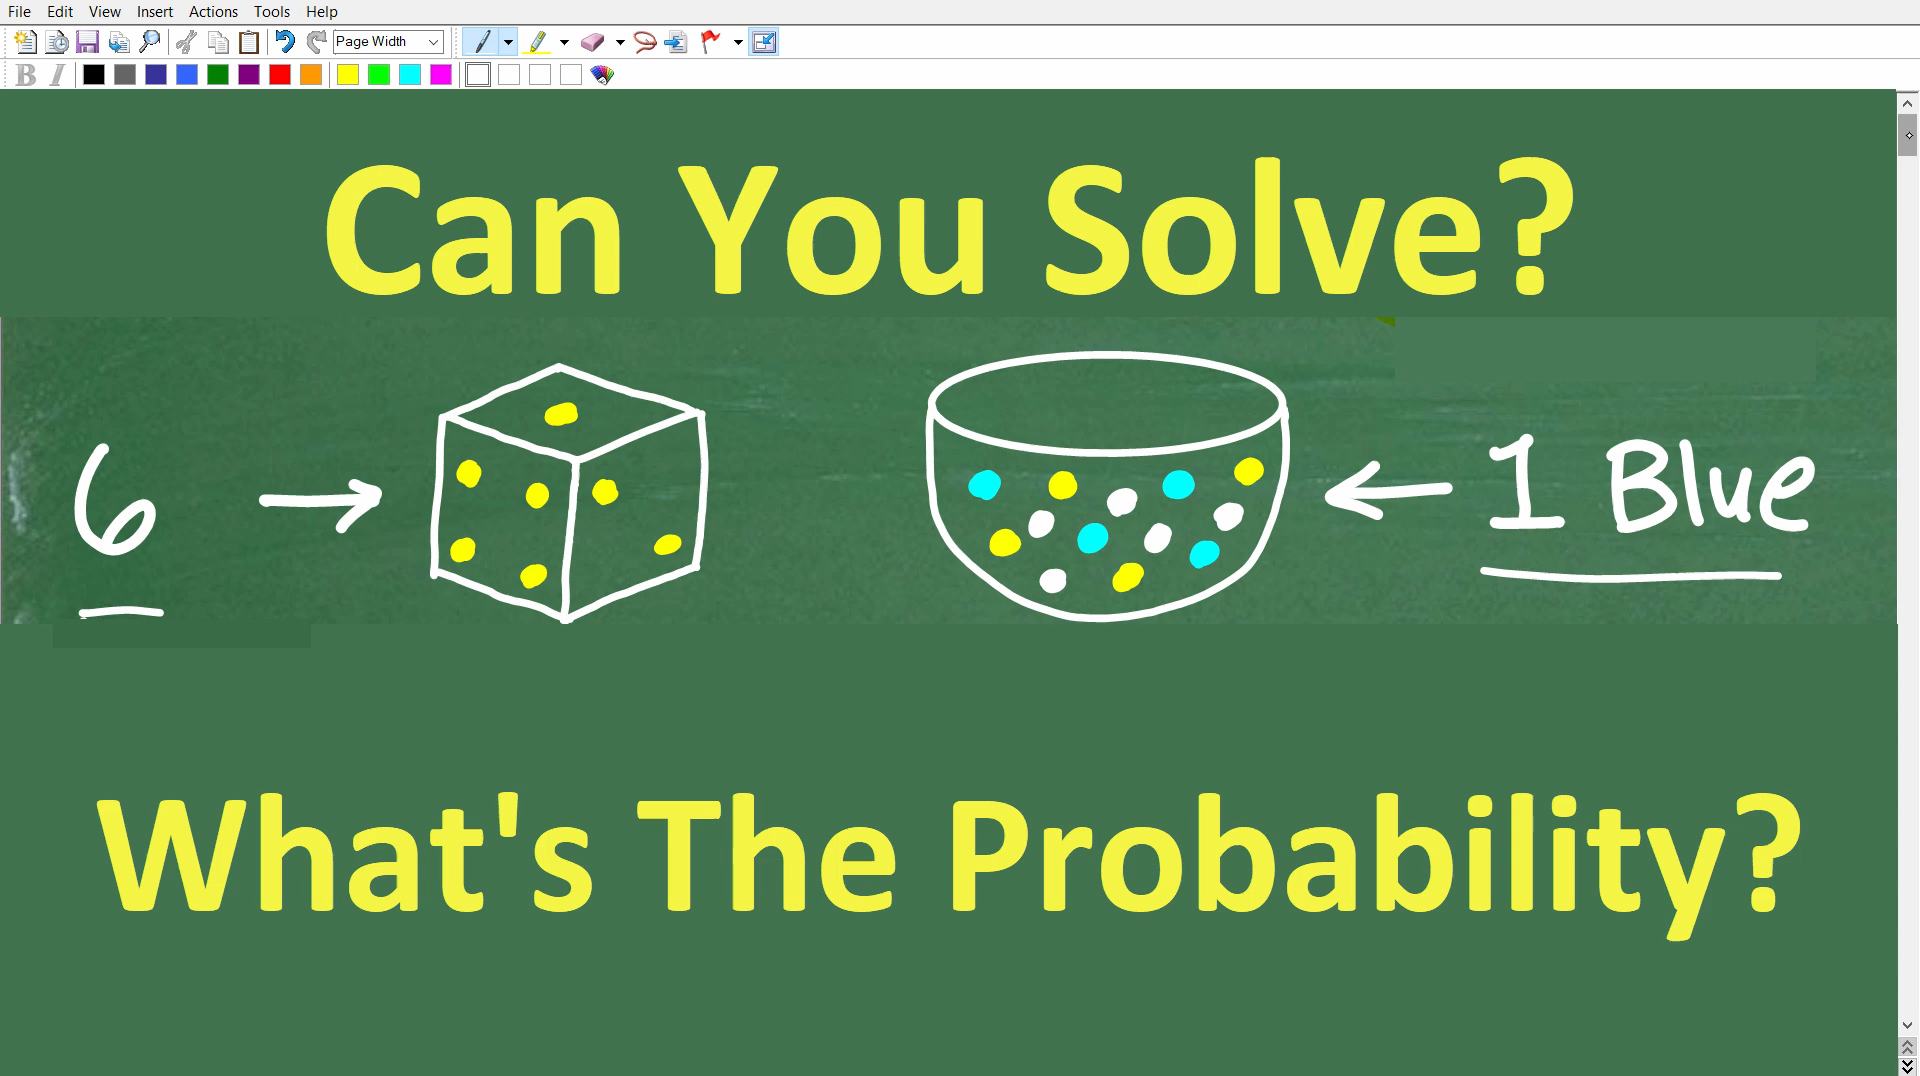 File Edit View Insert Actions Tools Help
Page Width
B I
Can You Solve?
6 → ← 1 Blue
What's The Probability?